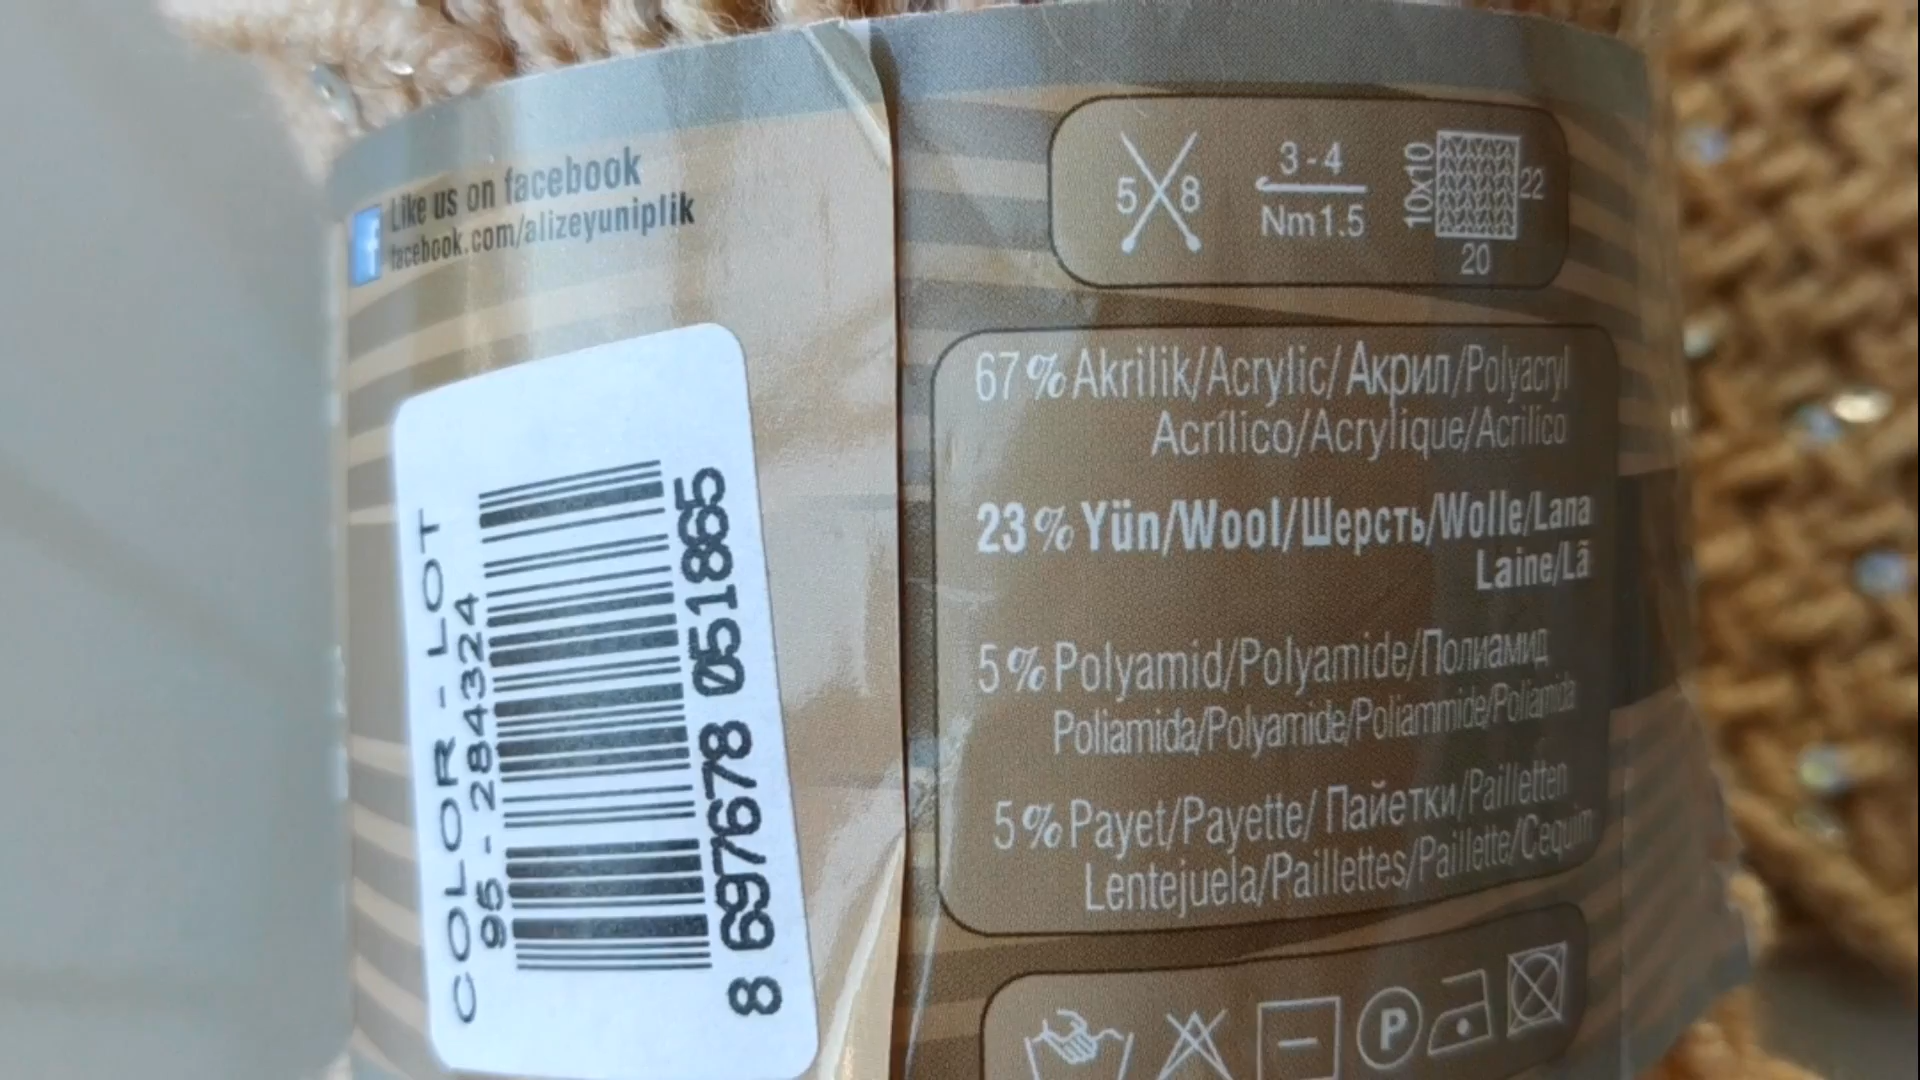 Like us on facebook
facebook.com/alizeyuniplik
COLOR - LOT
95 - 284324
8 697678 051865
5 8
3 - 4
Nm 1.5
10x10
22
20
67% Akrilik/Acrylic/Акрил/Polyacryl
Acrílico/Acrylique/Acrilico
23% Yün/Wool/Шерсть/Wolle/Lana
Laine/Lã
5% Polyamid/Polyamide/Полиамид
Poliamida/Polyamide/Poliammide/Poliamida
5% Payet/Payette/Пайетки/Pailletten
Lentejuela/Paillettes/Paillette/Cequim
P